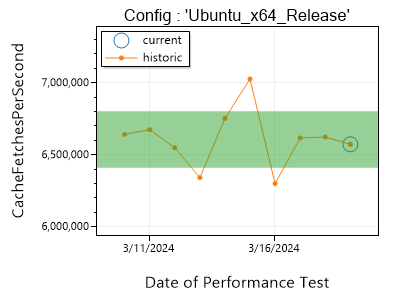 Config : 'Ubuntu_x64_Release'
current
historic
CacheFetchesPerSecond
7,000,000
6,500,000
6,000,000
3/11/2024
3/16/2024
Date of Performance Test